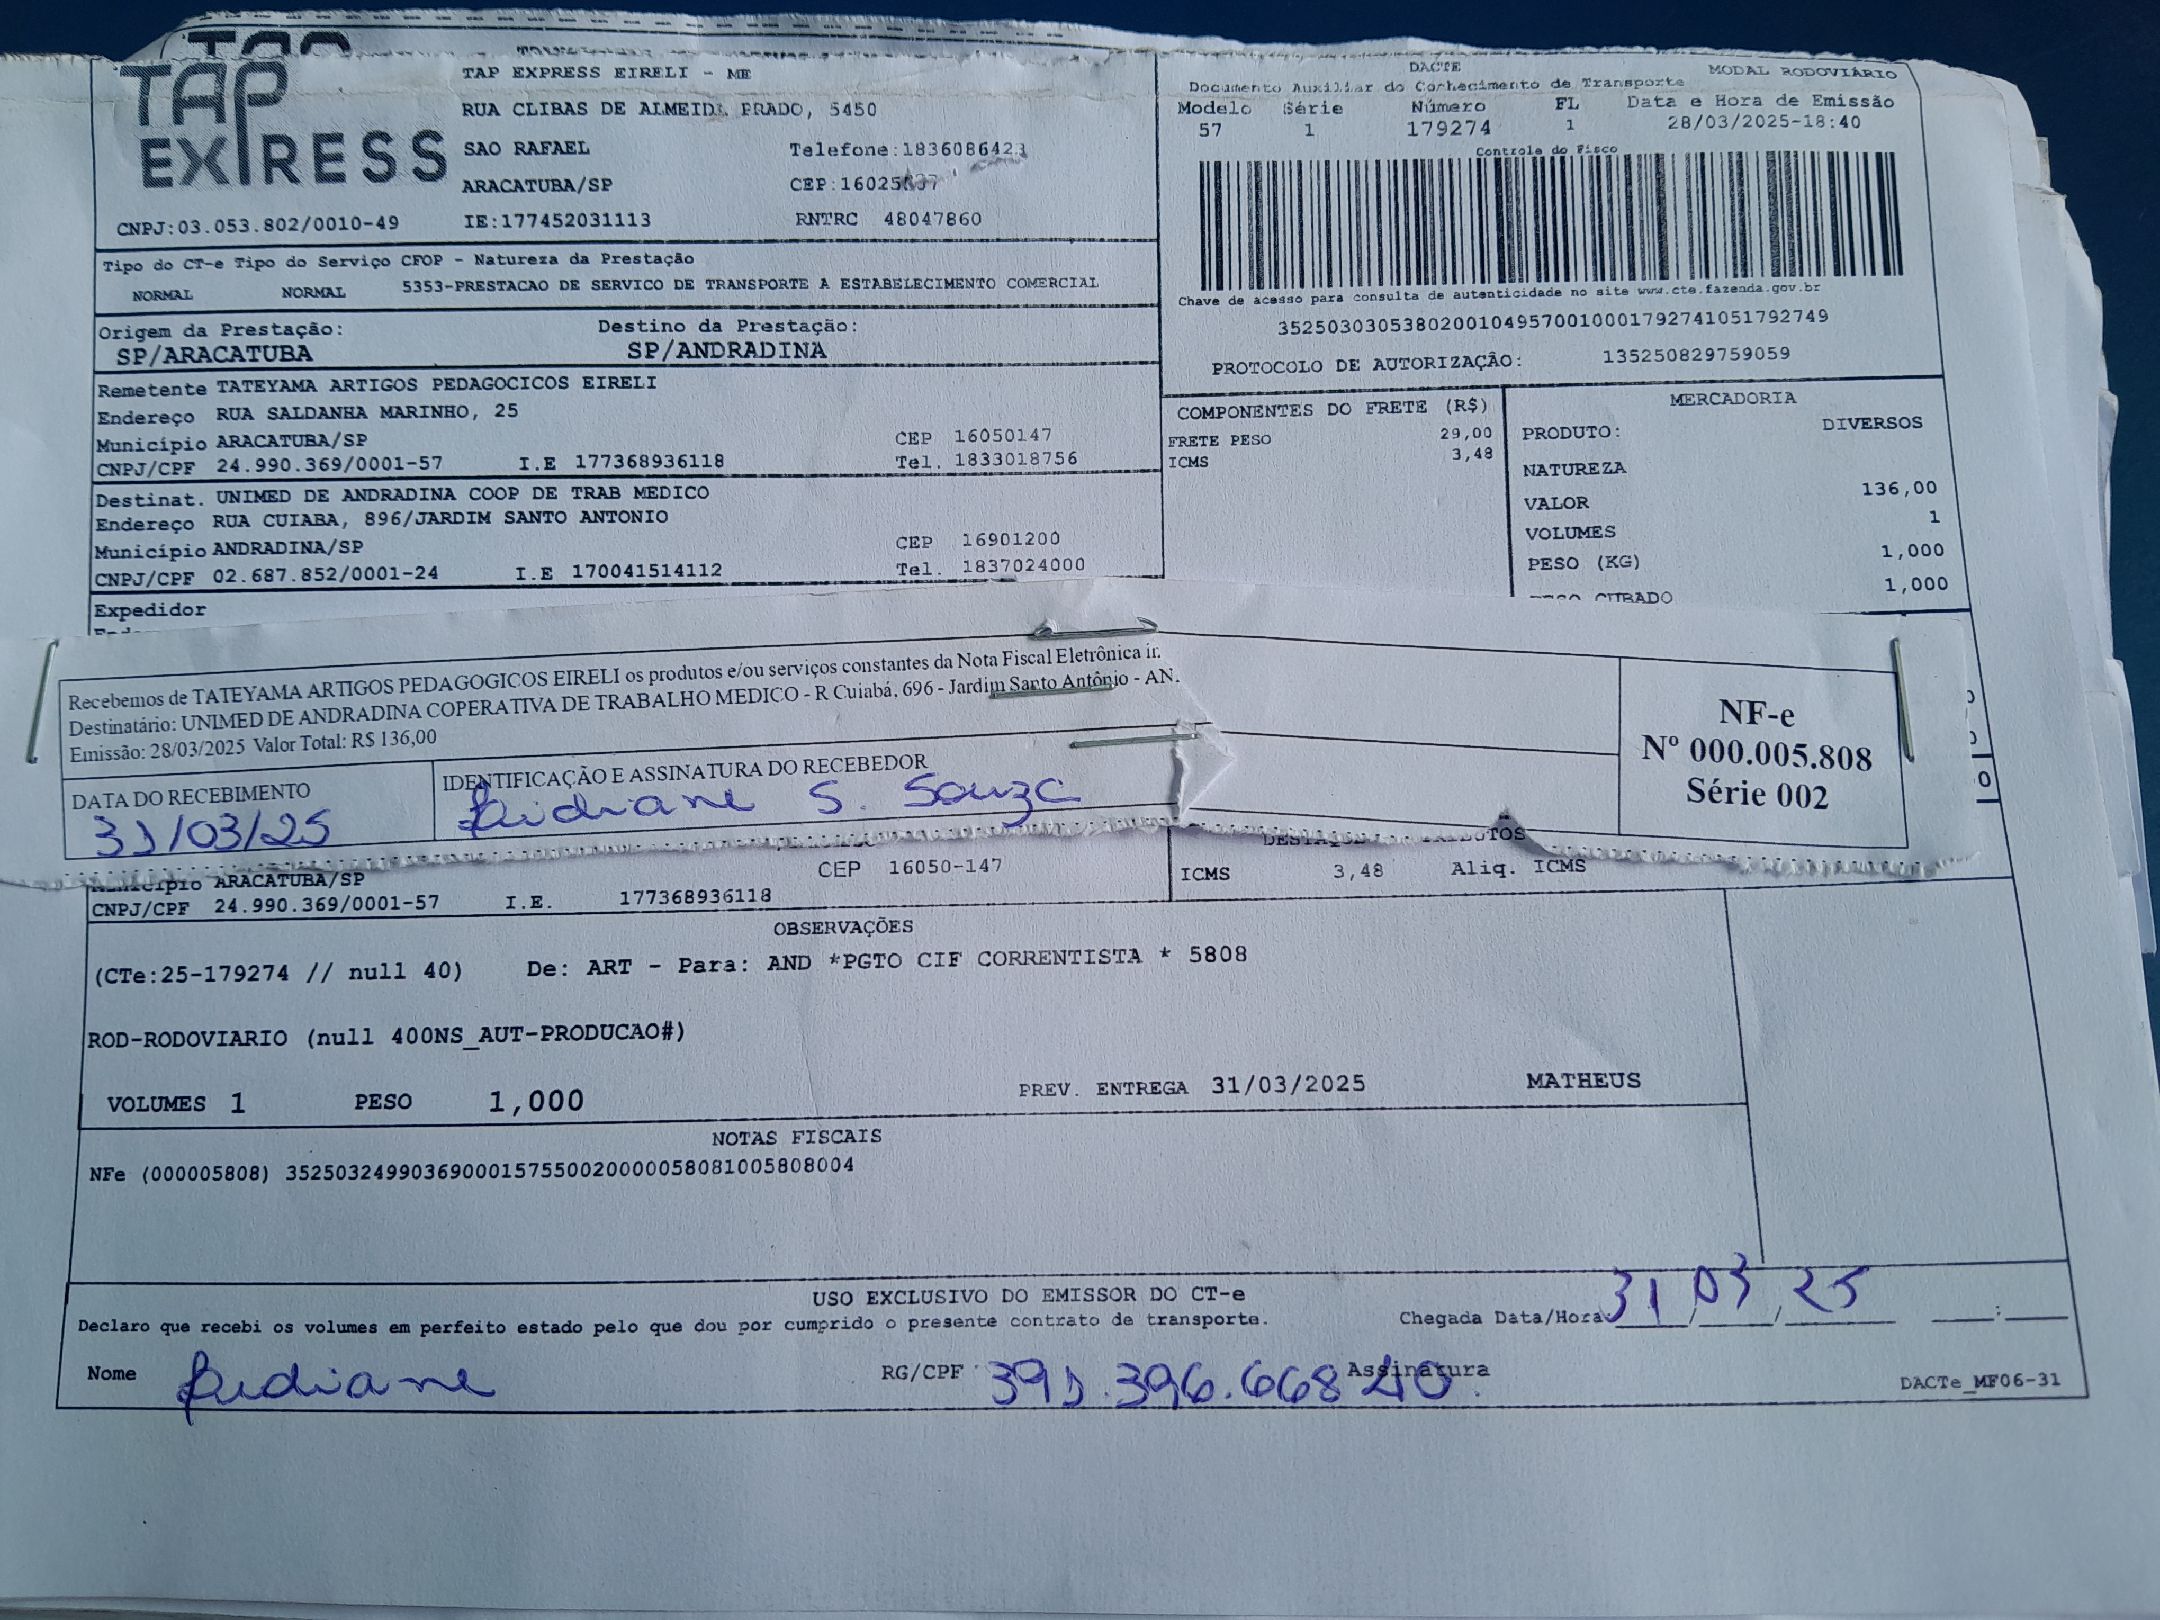 TAP EXPRESS
TAP EXPRESS EIRELI - ME
RUA CLIBAS DE ALMEIDA PRADO, 5450
SAO RAFAEL Telefone:1836086423
ARACATUBA/SP
IE:177452031113 RNTRC 48047860
CNPJ:03.053.802/0010-49
DACTE MODAL RODOVIÁRIO
Documento Auxiliar do Conhecimento de Transporte
Modelo Série Número FL Data e Hora de Emissão
57 1 179274 1 28/03/2025-18:40
Controle do Fisco
Chave de acesso para consulta de autenticidade no site www.cte.fazenda.gov.br
35250303053802001049570010001792741051792749
PROTOCOLO DE AUTORIZAÇÃO: 135250829759059
Tipo do CT-e Tipo do Serviço CFOP - Natureza da Prestação
NORMAL NORMAL 5353-PRESTACAO DE SERVICO DE TRANSPORTE A ESTABELECIMENTO COMERCIAL
Origem da Prestação: Destino da Prestação:
SP/ARACATUBA SP/ANDRADINA
Remetente TATEYAMA ARTIGOS PEDAGOCICOS EIRELI
Endereço RUA SALDANHA MARINHO, 25
Município ARACATUBA/SP CEP 16050147
CNPJ/CPF 24.990.369/0001-57 I.E 177368936118 Tel. 1833018756
Destinat. UNIMED DE ANDRADINA COOP DE TRAB MEDICO
Endereço RUA CUIABA, 896/JARDIM SANTO ANTONIO
Município ANDRADINA/SP CEP 16901200
CNPJ/CPF 02.687.852/0001-24 I.E 170041514112 Tel. 1837024000
Expedidor
COMPONENTES DO FRETE (R$)
FRETE PESO 29,00
ICMS 3,48
MERCADORIA
PRODUTO: DIVERSOS
NATUREZA
VALOR 136,00
VOLUMES 1
PESO (KG) 1,000
PESO CUBADO 1,000
Recebemos de TATEYAMA ARTIGOS PEDAGOGICOS EIRELI os produtos e/ou serviços constantes da Nota Fiscal Eletrônica
Destinatário: UNIMED DE ANDRADINA COPERATIVA DE TRABALHO MEDICO - R Cuiabá, 696 - Jardim Santo Antônio - AN.
Emissão: 28/03/2025 Valor Total: R$ 136,00
DATA DO RECEBIMENTO IDENTIFICAÇÃO E ASSINATURA DO RECEBEDOR
31/03/25 S. Souza
NF-e
Nº 000.005.808
Série 002
Município ARACATUBA/SP CEP 16050-147
CNPJ/CPF 24.990.369/0001-57 I.E. 177368936118
ICMS 3,48 Aliq. ICMS
OBSERVAÇÕES
(CTe:25-179274 // null 40) De: ART - Para: AND *PGTO CIF CORRENTISTA * 5808
ROD-RODOVIARIO (null 400NS_AUT-PRODUCAO#)
VOLUMES 1 PESO 1,000 PREV. ENTREGA 31/03/2025 MATHEUS
NOTAS FISCAIS
NFe (000005808) 35250324990369000157550020000058081005808004
USO EXCLUSIVO DO EMISSOR DO CT-e
Declaro que recebi os volumes em perfeito estado pelo que dou por cumprido o presente contrato de transporte. Chegada Data/Hora 31/03/25 :
Nome RG/CPF 391.396.668 40 Assinatura
DACTe_MF06-31